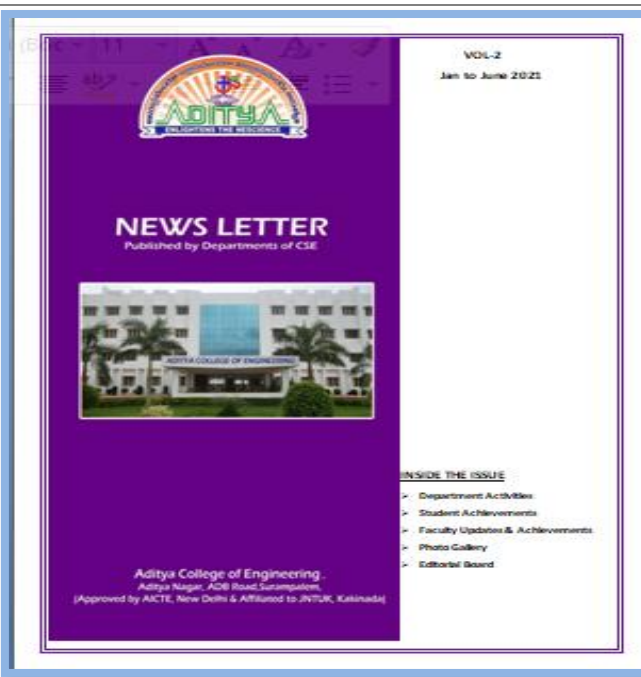 VOL-2
Jan to June 2021
ADITYA
ENLIGHTENS THE NESCIENCE
NEWS LETTER
Published by Departments of CSE
ADITYA COLLEGE OF ENGINEERING
INSIDE THE ISSUE
➢ Department Activities
➢ Student Achievements
➢ Faculty Updates & Achievements
➢ Photo Gallery
➢ Editorial Board
Aditya College of Engineering.
Aditya Nagar, ADB Road,Surampalem,
(Approved by AICTE, New Delhi & Affiliated to JNTUK, Kakinada)